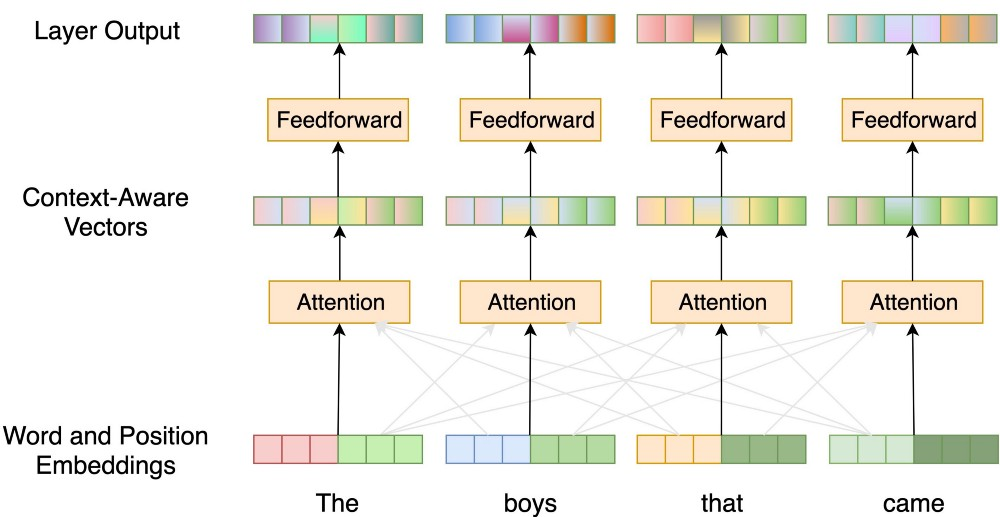 Layer Output
Feedforward Feedforward Feedforward Feedforward
Context-Aware
Vectors
Attention Attention Attention Attention
Word and Position
Embeddings
The boys that came